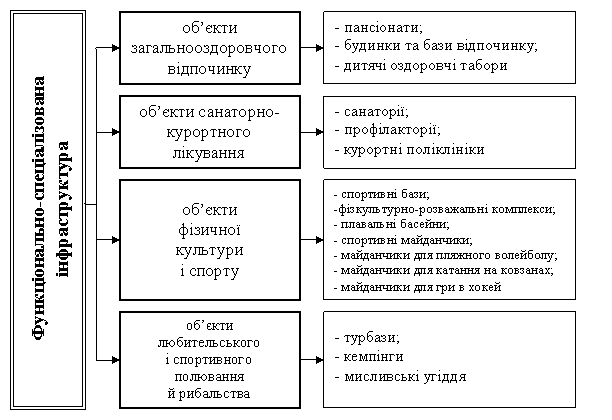 Функціонально-спеціалізована
інфраструктура
об’єкти
загальнооздоровчого
відпочинку
- пансіонати;
- будинки та бази відпочинку;
- дитячі оздоровчі табори
об’єкти санаторно-
курортного
лікування
- санаторії;
- профілакторії;
- курортні поліклініки
об’єкти
фізичної
культури
і спорту
- спортивні бази;
-фізкультурно-розважальні комплекси;
- плавальні басейни;
- спортивні майданчики;
- майданчики для пляжного волейболу;
- майданчики для катання на ковзанах;
- майданчики для гри в хокей
об’єкти
любительського
і спортивного
полювання
й рибальства
- турбази;
- кемпінги
- мисливські угіддя